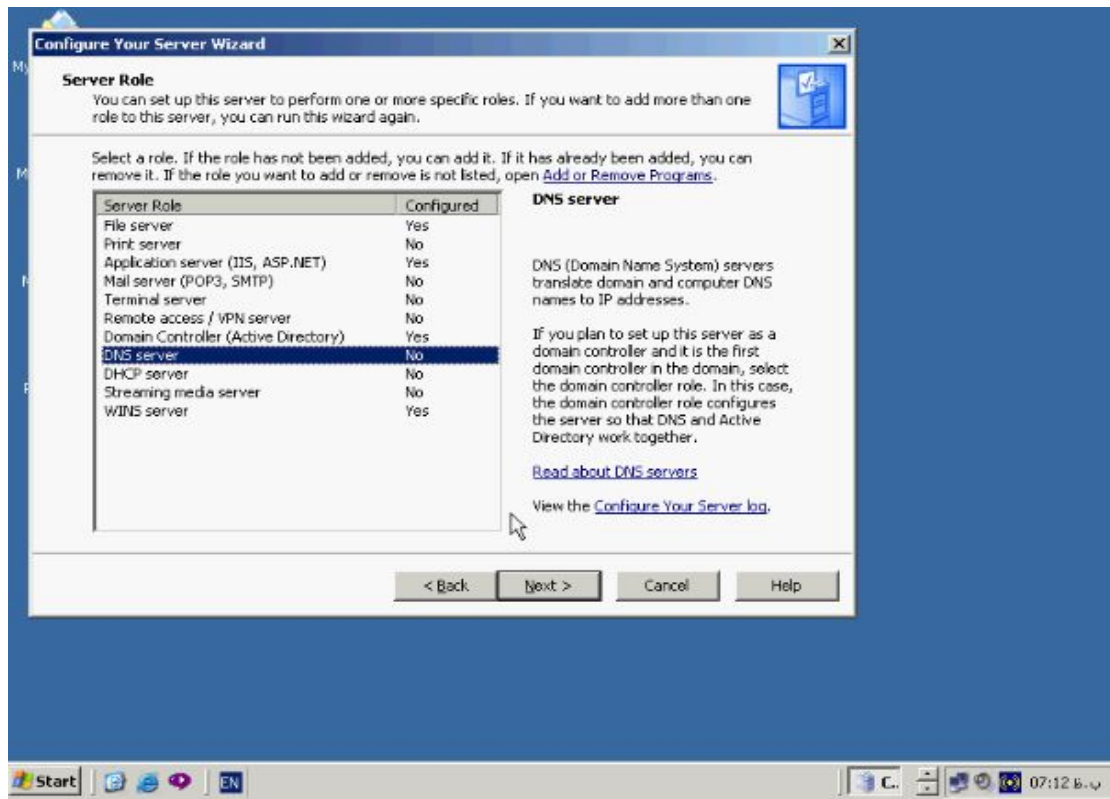 Configure Your Server Wizard
Server Role
You can set up this server to perform one or more specific roles. If you want to add more than one
role to this server, you can run this wizard again.
Select a role. If the role has not been added, you can add it. If it has already been added, you can
remove it. If the role you want to add or remove is not listed, open Add or Remove Programs.
Server Role Configured
File server Yes
Print server No
Application server (IIS, ASP.NET) Yes
Mail server (POP3, SMTP) No
Terminal server No
Remote access / VPN server No
Domain Controller (Active Directory) Yes
DNS server No
DHCP server No
Streaming media server No
WINS server Yes
DNS server
DNS (Domain Name System) servers
translate domain and computer DNS
names to IP addresses.
If you plan to set up this server as a
domain controller and it is the first
domain controller in the domain, select
the domain controller role. In this case,
the domain controller role configures
the server so that DNS and Active
Directory work together.
Read about DNS servers
View the Configure Your Server log.
< Back Next > Cancel Help
My
Start EN C.. 07:12 ب.ظ